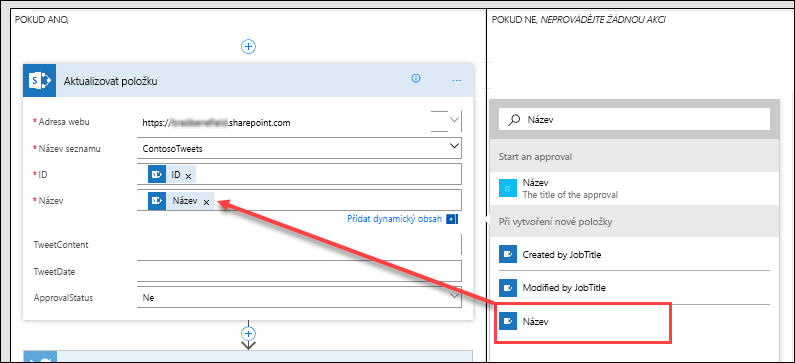 POKUD ANO,
Aktualizovat položku
* Adresa webu
https:// .sharepoint.com
* Název seznamu
ContosoTweets
* ID
ID x
* Název
Název x
Přidat dynamický obsah
TweetContent
TweetDate
ApprovalStatus
Ne
POKUD NE, NEPROVÁDĚJTE ŽÁDNOU AKCI
Název
Start an approval
Název
The title of the approval
Při vytvoření nové položky
Created by JobTitle
Modified by JobTitle
Název